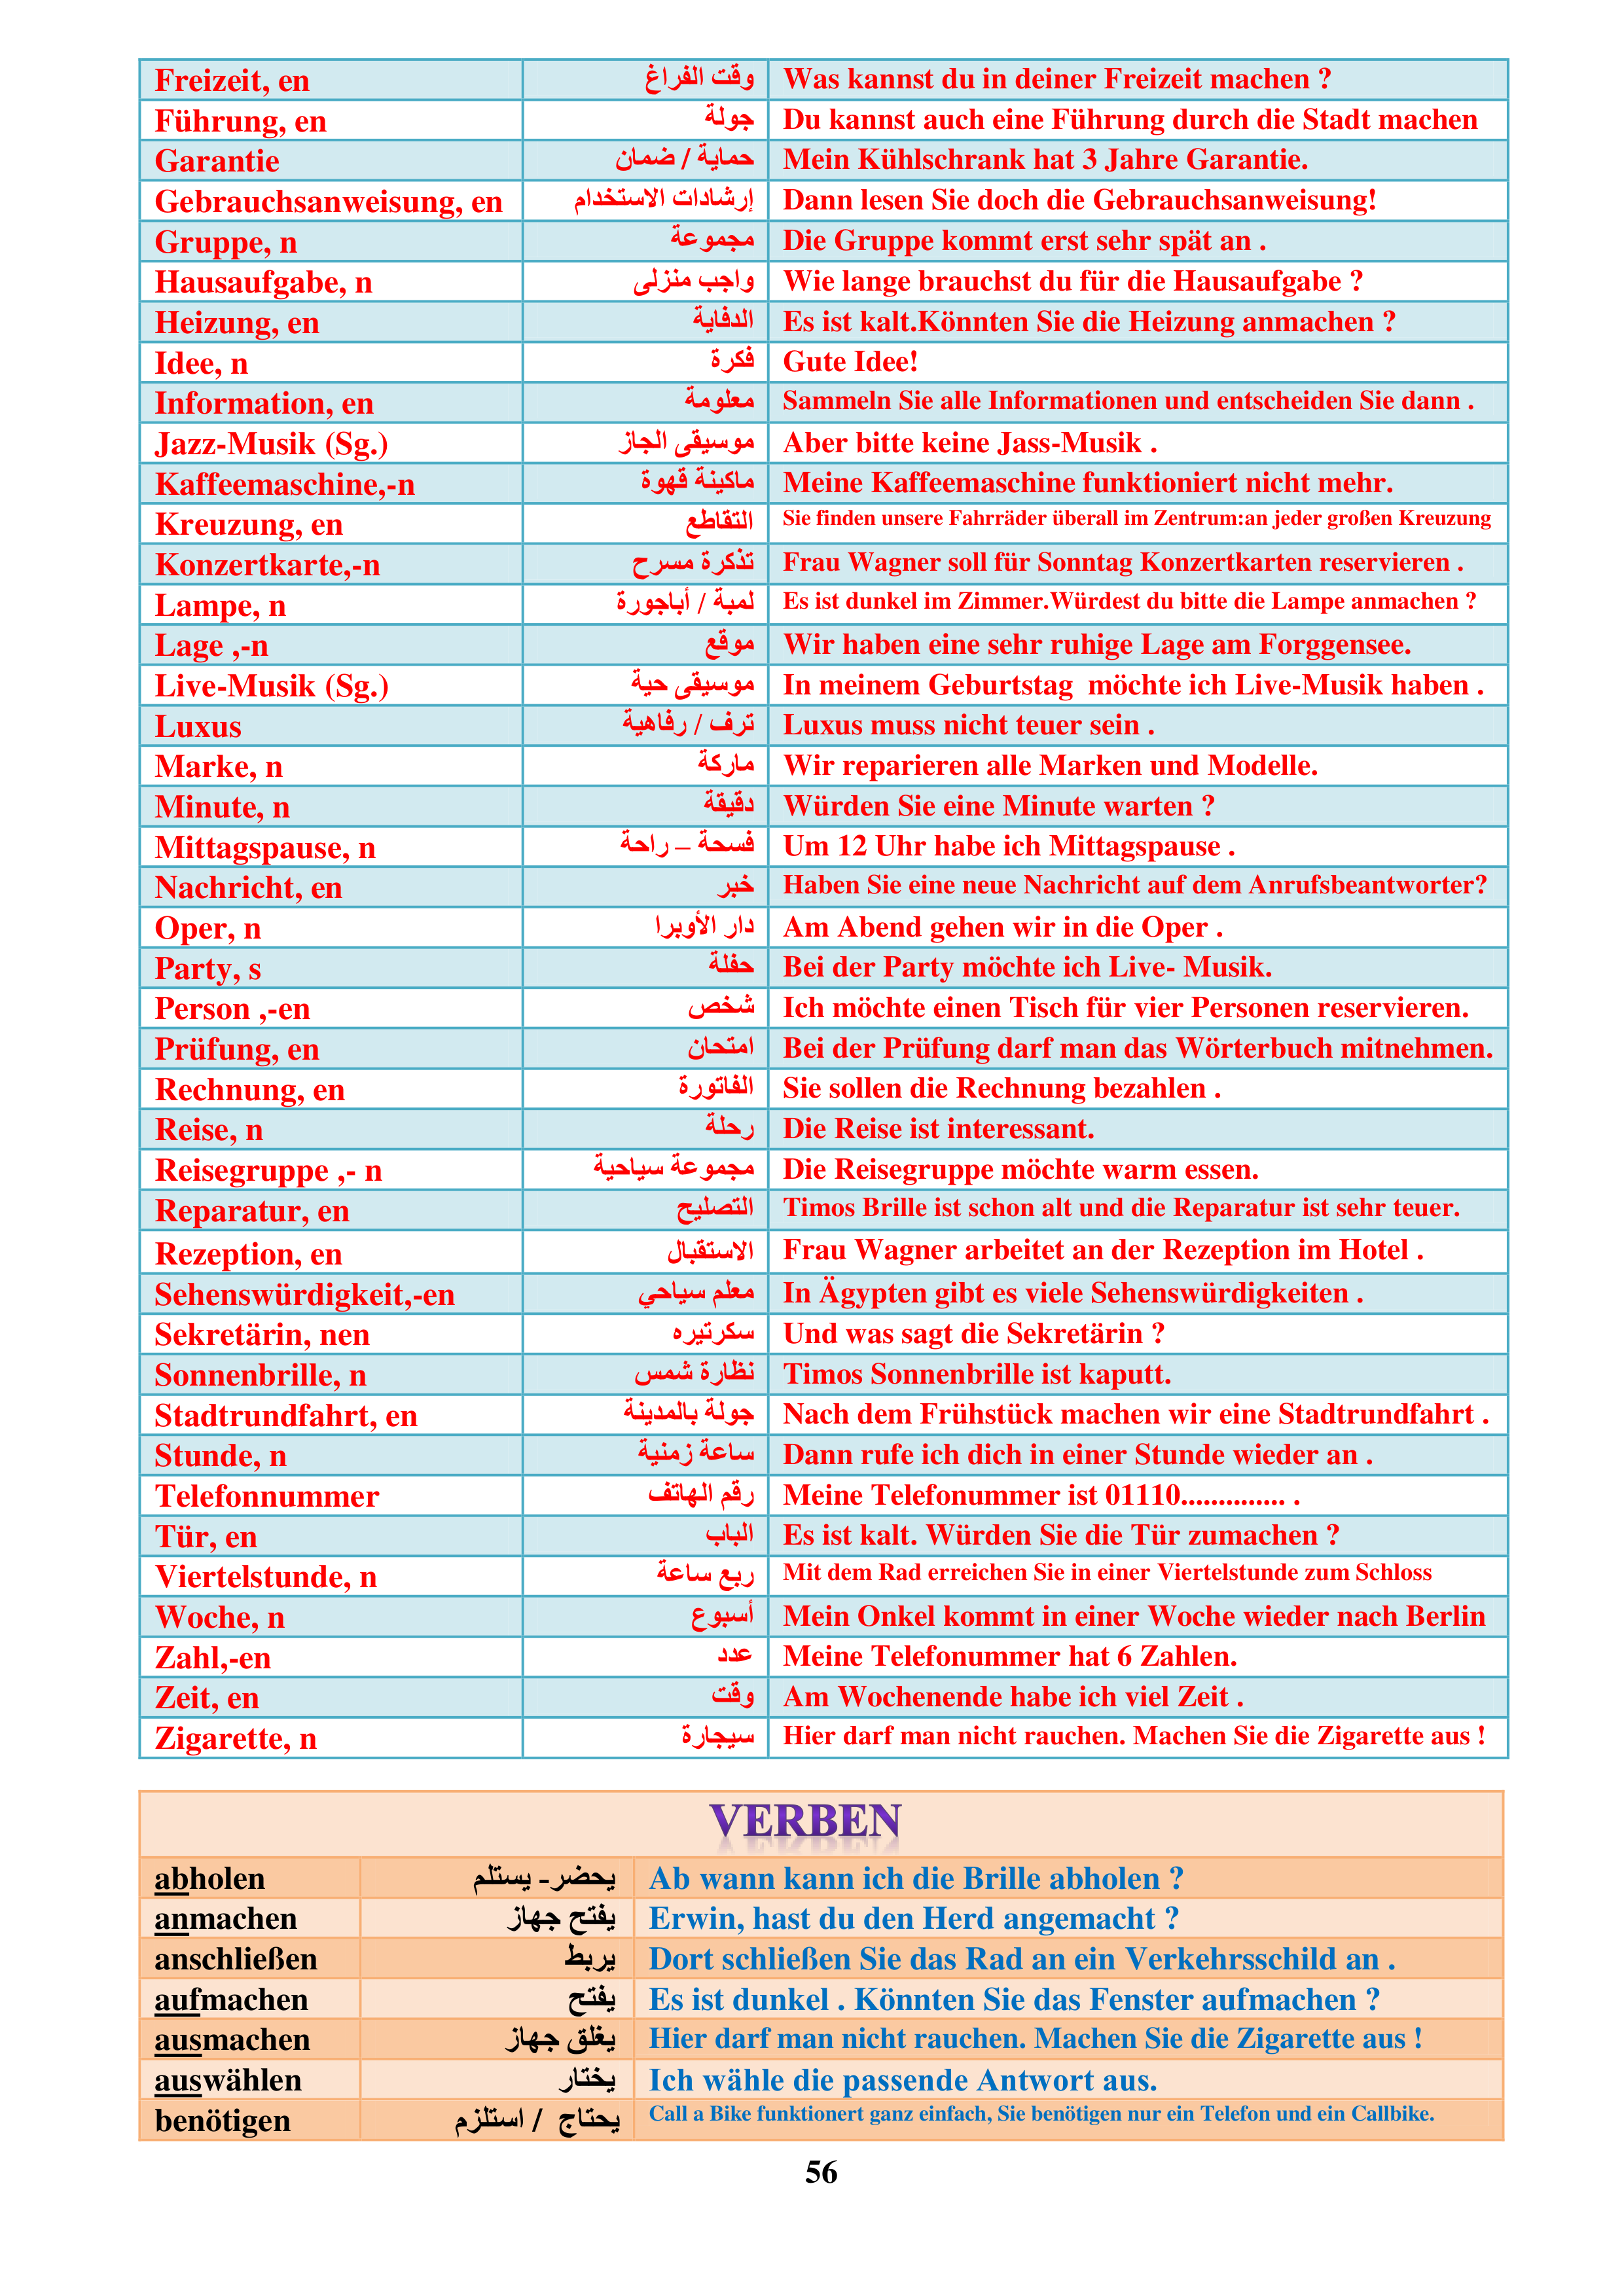 Freizeit, en وقت الفراغ Was kannst du in deiner Freizeit machen ?
Führung, en جولة Du kannst auch eine Führung durch die Stadt machen
Garantie حماية / ضمان Mein Kühlschrank hat 3 Jahre Garantie.
Gebrauchsanweisung, en إرشادات الاستخدام Dann lesen Sie doch die Gebrauchsanweisung!
Gruppe, n مجموعة Die Gruppe kommt erst sehr spät an .
Hausaufgabe, n واجب منزلى Wie lange brauchst du für die Hausaufgabe ?
Heizung, en الدفاية Es ist kalt.Könnten Sie die Heizung anmachen ?
Idee, n فكرة Gute Idee!
Information, en معلومة Sammeln Sie alle Informationen und entscheiden Sie dann .
Jazz-Musik (Sg.) موسيقى الجاز Aber bitte keine Jass-Musik .
Kaffeemaschine,-n ماكينة قهوة Meine Kaffeemaschine funktioniert nicht mehr.
Kreuzung, en التقاطع Sie finden unsere Fahrräder überall im Zentrum:an jeder großen Kreuzung
Konzertkarte,-n تذكرة مسرح Frau Wagner soll für Sonntag Konzertkarten reservieren .
Lampe, n لمبة / أباجورة Es ist dunkel im Zimmer.Würdest du bitte die Lampe anmachen ?
Lage ,-n موقع Wir haben eine sehr ruhige Lage am Forggensee.
Live-Musik (Sg.) موسيقى حية In meinem Geburtstag möchte ich Live-Musik haben .
Luxus ترف / رفاهية Luxus muss nicht teuer sein .
Marke, n ماركة Wir reparieren alle Marken und Modelle.
Minute, n دقيقة Würden Sie eine Minute warten ?
Mittagspause, n فسحة – راحة Um 12 Uhr habe ich Mittagspause .
Nachricht, en خبر Haben Sie eine neue Nachricht auf dem Anrufsbeantworter?
Oper, n دار الأوبرا Am Abend gehen wir in die Oper .
Party, s حفلة Bei der Party möchte ich Live- Musik.
Person ,-en شخص Ich möchte einen Tisch für vier Personen reservieren.
Prüfung, en امتحان Bei der Prüfung darf man das Wörterbuch mitnehmen.
Rechnung, en الفاتورة Sie sollen die Rechnung bezahlen .
Reise, n رحلة Die Reise ist interessant.
Reisegruppe ,- n مجموعة سياحية Die Reisegruppe möchte warm essen.
Reparatur, en التصليح Timos Brille ist schon alt und die Reparatur ist sehr teuer.
Rezeption, en الاستقبال Frau Wagner arbeitet an der Rezeption im Hotel .
Sehenswürdigkeit,-en معلم سياحي In Ägypten gibt es viele Sehenswürdigkeiten .
Sekretärin, nen سكرتيره Und was sagt die Sekretärin ?
Sonnenbrille, n نظارة شمس Timos Sonnenbrille ist kaputt.
Stadtrundfahrt, en جولة بالمدينة Nach dem Frühstück machen wir eine Stadtrundfahrt .
Stunde, n ساعة زمنية Dann rufe ich dich in einer Stunde wieder an .
Telefonnummer رقم الهاتف Meine Telefonummer ist 01110.............. .
Tür, en الباب Es ist kalt. Würden Sie die Tür zumachen ?
Viertelstunde, n ربع ساعة Mit dem Rad erreichen Sie in einer Viertelstunde zum Schloss
Woche, n أسبوع Mein Onkel kommt in einer Woche wieder nach Berlin
Zahl,-en عدد Meine Telefonummer hat 6 Zahlen.
Zeit, en وقت Am Wochenende habe ich viel Zeit .
Zigarette, n سيجارة Hier darf man nicht rauchen. Machen Sie die Zigarette aus !
VERBEN
abholen يحضر- يستلم Ab wann kann ich die Brille abholen ?
anmachen يفتح جهاز Erwin, hast du den Herd angemacht ?
anschließen يربط Dort schließen Sie das Rad an ein Verkehrsschild an .
aufmachen يفتح Es ist dunkel . Könnten Sie das Fenster aufmachen ?
ausmachen يغلق جهاز Hier darf man nicht rauchen. Machen Sie die Zigarette aus !
auswählen يختار Ich wähle die passende Antwort aus.
benötigen يحتاج / استلزم Call a Bike funktionert ganz einfach, Sie benötigen nur ein Telefon und ein Callbike.
56